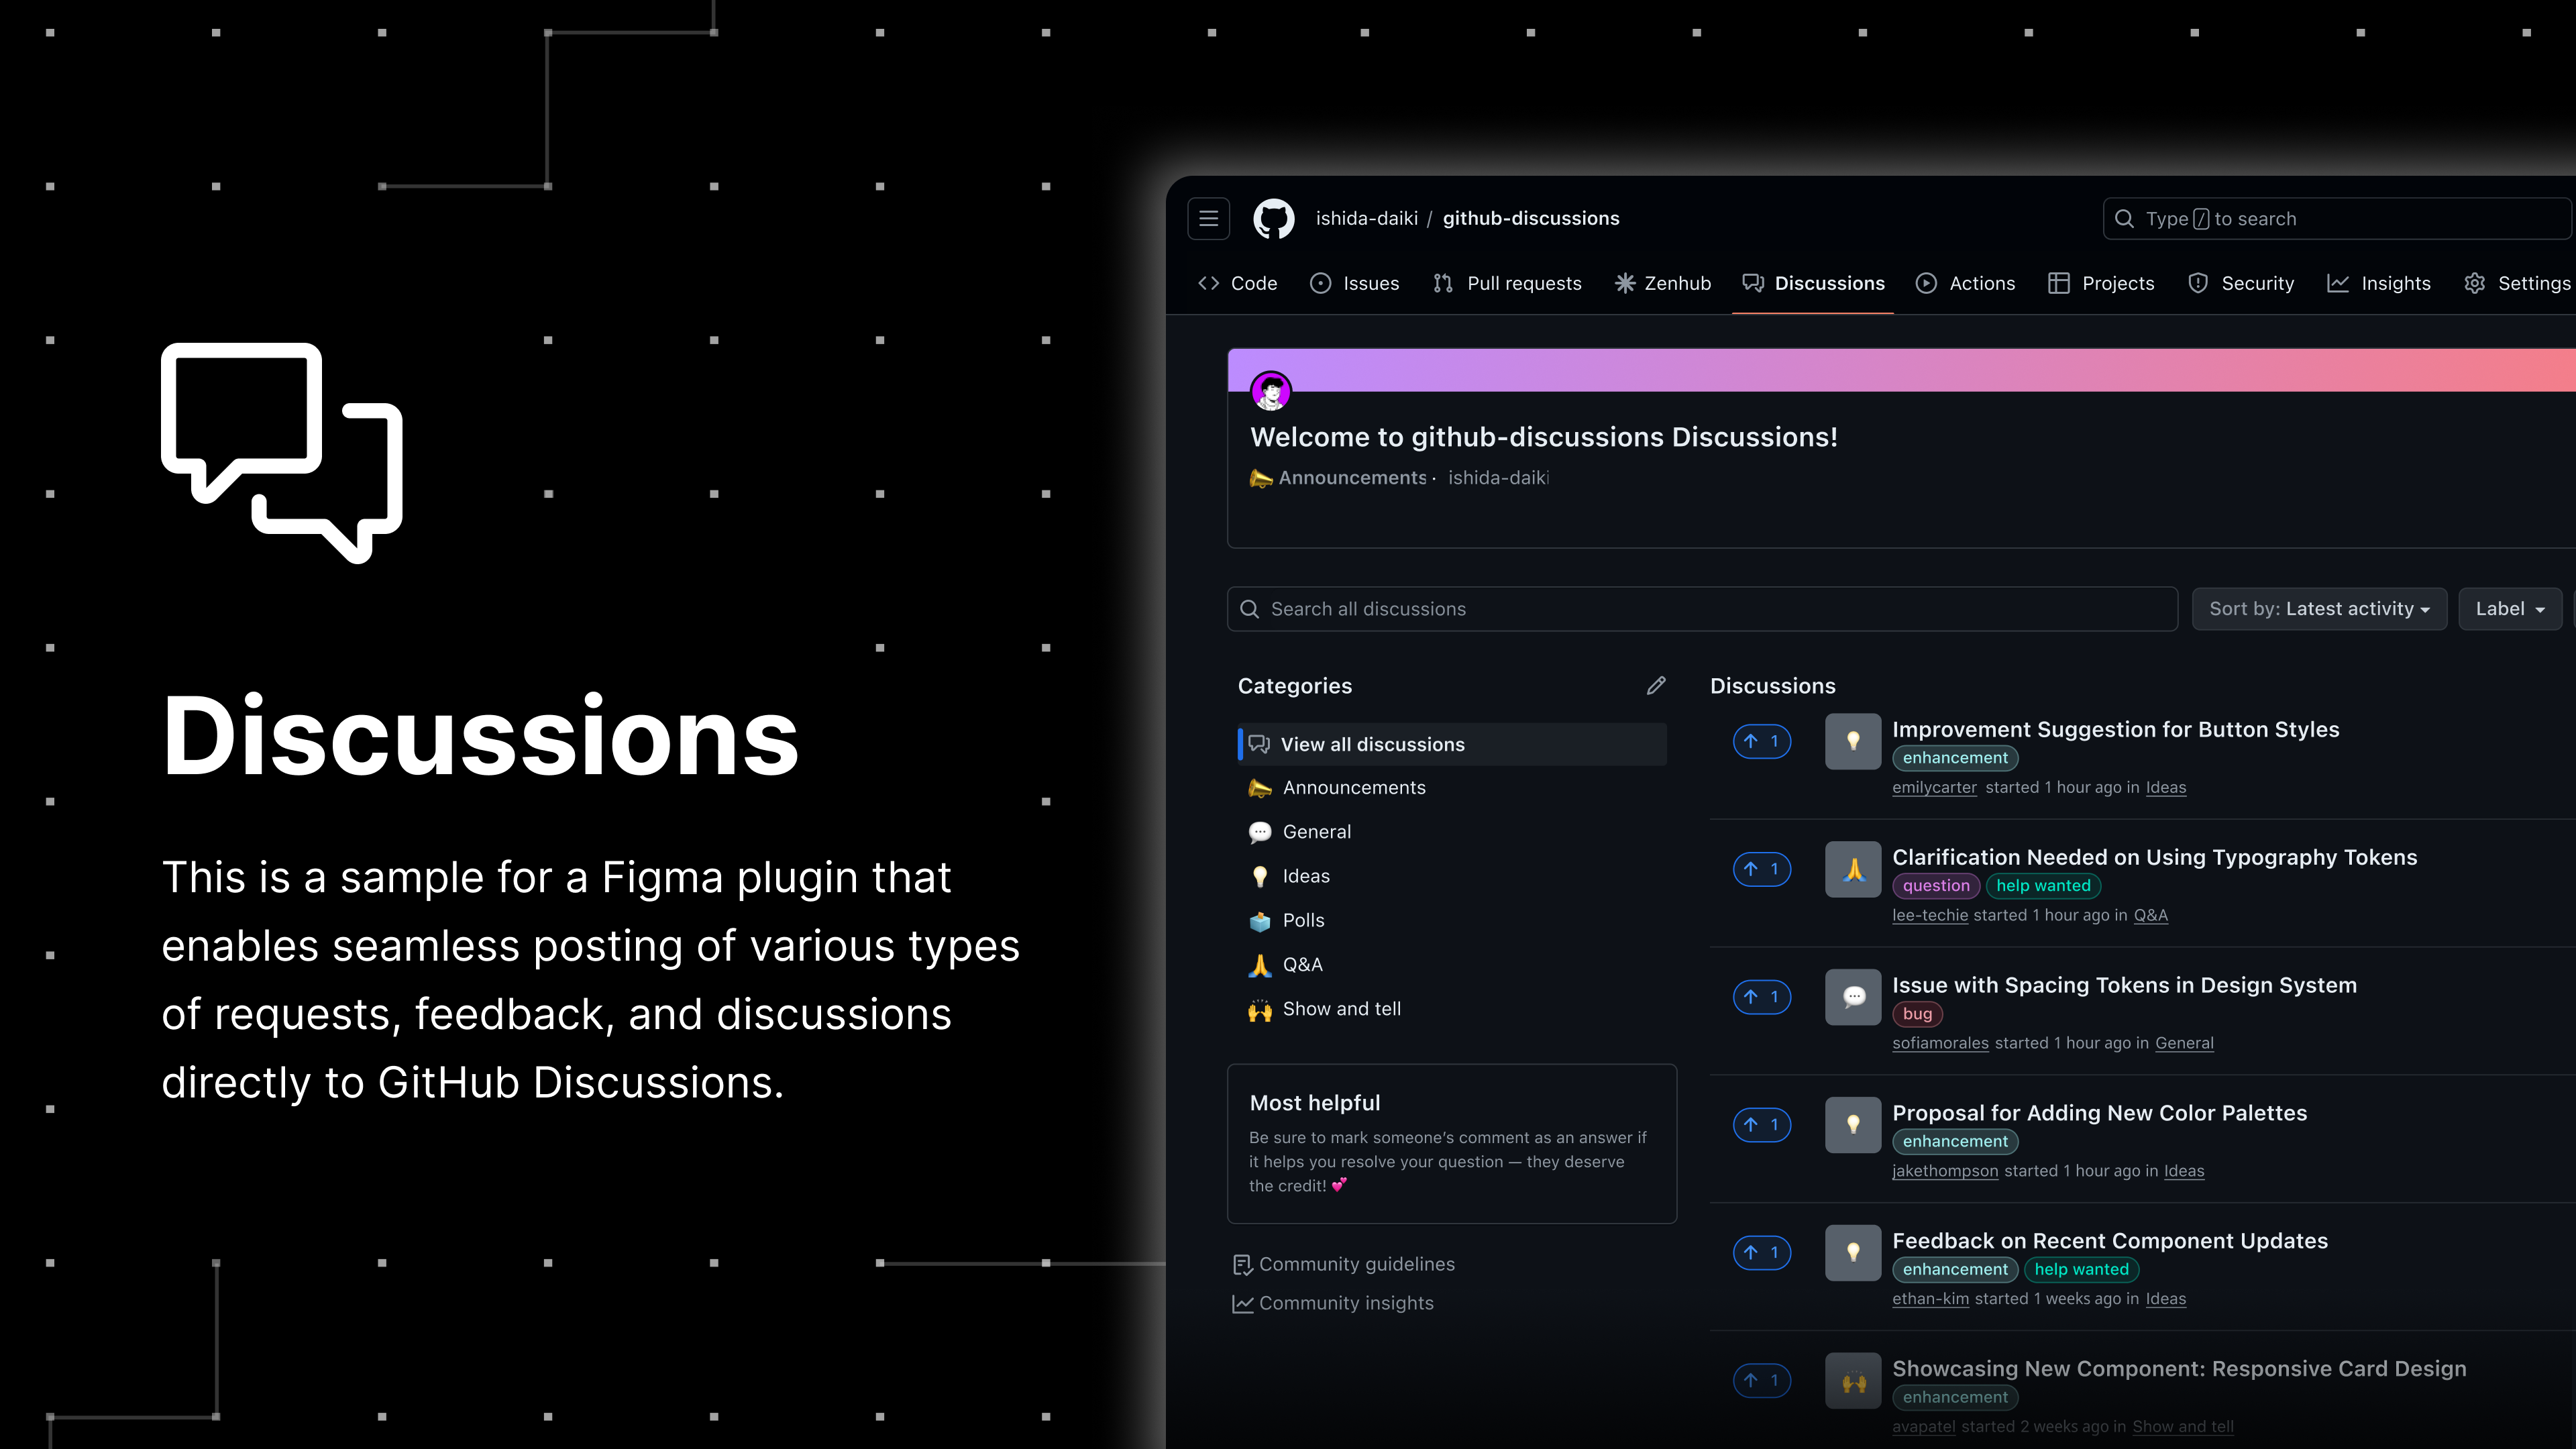 Discussions
This is a sample for a Figma plugin that
enables seamless posting of various types
of requests, feedback, and discussions
directly to GitHub Discussions.
ishida-daiki / github-discussions
Type / to search
Code Issues Pull requests Zenhub Discussions Actions Projects Security Insights Settings
Welcome to github-discussions Discussions!
Announcements · ishida-daiki
Search all discussions
Sort by: Latest activity
Label
Categories
View all discussions
Announcements
General
Ideas
Polls
Q&A
Show and tell
Most helpful
Be sure to mark someone’s comment as an answer if
it helps you resolve your question — they deserve
the credit! 💕
Community guidelines
Community insights
Discussions
1
Improvement Suggestion for Button Styles
enhancement
emilycarter started 1 hour ago in Ideas
1
Clarification Needed on Using Typography Tokens
question help wanted
lee-techie started 1 hour ago in Q&A
1
Issue with Spacing Tokens in Design System
bug
sofiamorales started 1 hour ago in General
1
Proposal for Adding New Color Palettes
enhancement
jakethompson started 1 hour ago in Ideas
1
Feedback on Recent Component Updates
enhancement help wanted
ethan-kim started 1 weeks ago in Ideas
1
Showcasing New Component: Responsive Card Design
enhancement
avapatel started 2 weeks ago in Show and tell